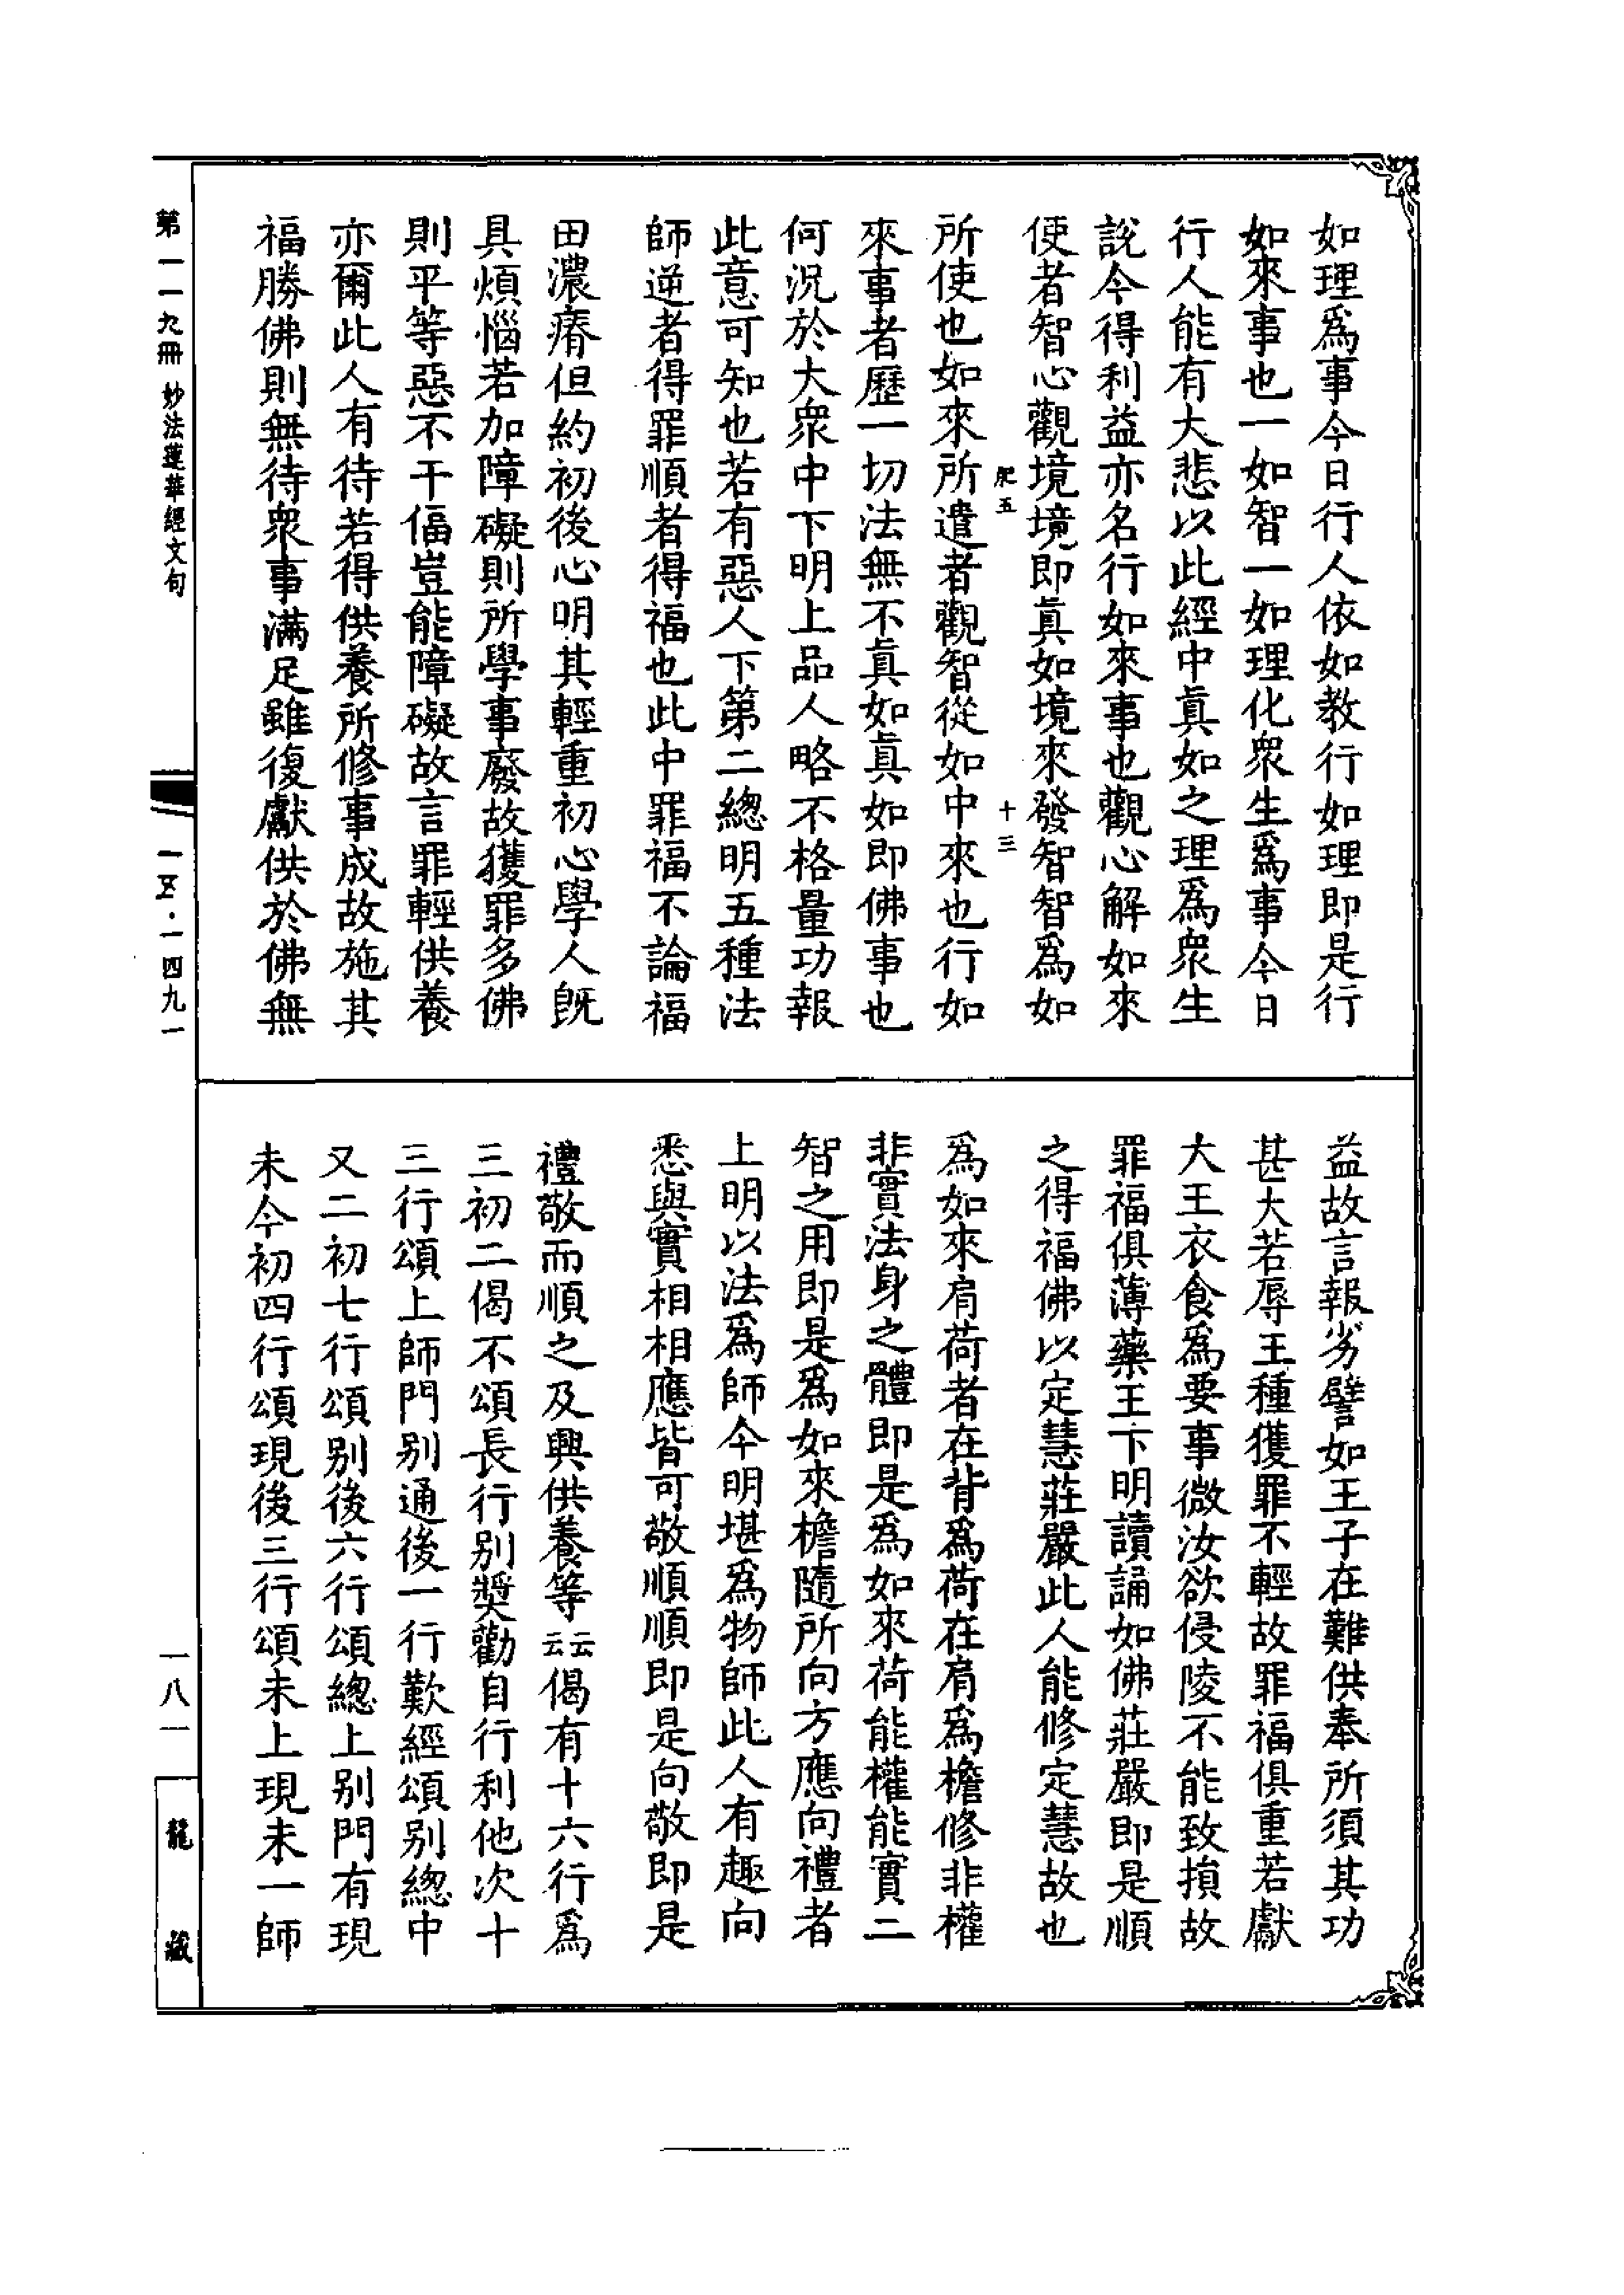 如理爲事今日行人依如教行如理即是行
如來事也一如智一如理化衆生爲事今日
行人能有大悲以此經中眞如之理爲衆生
說今得利益亦名行如來事也觀心解如來
使者智心觀境境即眞如境來發智智爲如
肥五
十三
所使也如來所遣者觀智從如中來也行如
來事者歷一切法無不眞如眞如即佛事也
何況於大衆中下明上品人略不格量功報
此意可知也若有惡人下第二總明五種法
師逆者得罪順者得福也此中罪福不論福
田濃瘠但約初後心明其輕重初心學人既
具煩惱若加障礙則所學事廢故獲罪多佛
則平等惡不干偪豈能障礙故言罪輕供養
亦爾此人有待若得供養所修事成故施其
福勝佛則無待衆事滿足雖復獻供於佛無
益故言報劣譬如王子在難供奉所須其功
甚大若辱王種獲罪不輕故罪福俱重若獻
大王衣食爲要事微汝欲侵陵不能致損故
罪福俱薄藥王下明讀誦如佛莊嚴即是順
之得福佛以定慧莊嚴此人能修定慧故也
爲如來肩荷者在背爲荷在肩爲檐修非權
非實法身之體即是爲如來荷能權能實二
智之用即是爲如來檐隨所向方應向禮者
上明以法爲師今明堪爲物師此人有趣向
悉與實相相應皆可敬順順即是向敬即是
禮敬而順之及興供養等云云偈有十六行爲
三初二偈不頌長行別奬勸自行利他次十
三行頌上師門別通後一行歎經頌別總中
又二初七行頌別後六行頌總上別門有現
未今初四行頌現後三行頌未上現未一師
第一一九冊 妙法蓮華經文句
一五·一四九一
一八一
龍藏